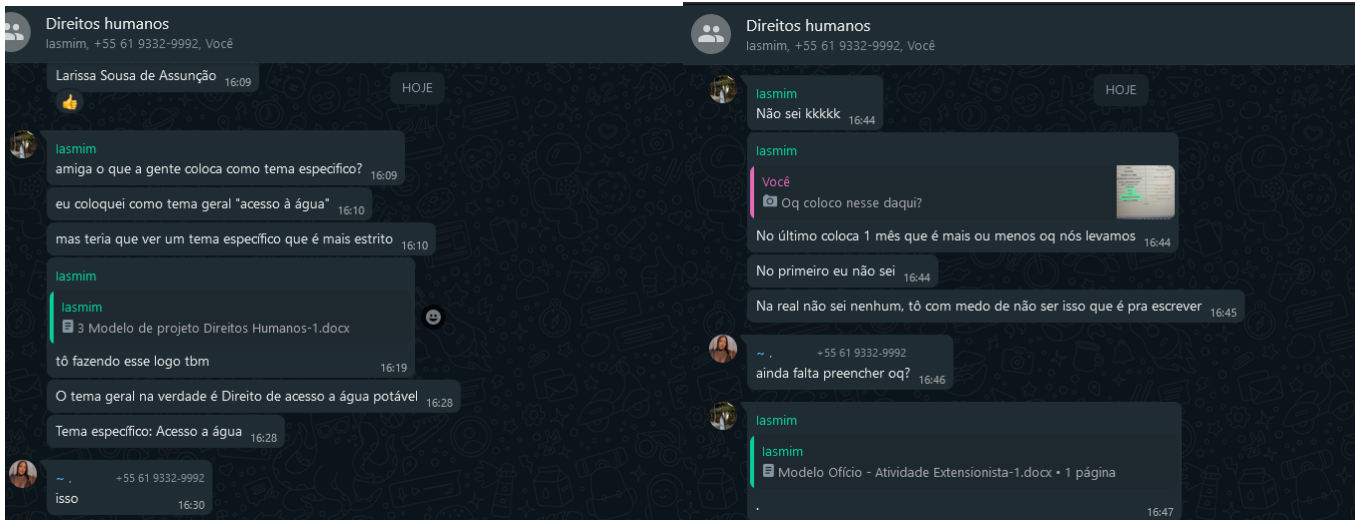 Direitos humanos
Iasmim, +55 61 9332-9992, Você
Larissa Sousa de Assunção 16:09
HOJE
Iasmim
amiga o que a gente coloca como tema especifico? 16:09
eu coloquei como tema geral "acesso à água" 16:10
mas teria que ver um tema específico que é mais estrito 16:10
Iasmim
Iasmim
3 Modelo de projeto Direitos Humanos-1.docx
tô fazendo esse logo tbm 16:19
O tema geral na verdade é Direito de acesso a água potável 16:28
Tema específico: Acesso a água 16:28
~ . +55 61 9332-9992
isso 16:30
Direitos humanos
Iasmim, +55 61 9332-9992, Você
HOJE
Iasmim
Não sei kkkkk 16:44
Iasmim
Você
Oq coloco nesse daqui?
No último coloca 1 mês que é mais ou menos oq nós levamos 16:44
No primeiro eu não sei 16:44
Na real não sei nenhum, tô com medo de não ser isso que é pra escrever 16:45
~ . +55 61 9332-9992
ainda falta preencher oq? 16:46
Iasmim
Iasmim
Modelo Ofício - Atividade Extensionista-1.docx • 1 página
. 16:47